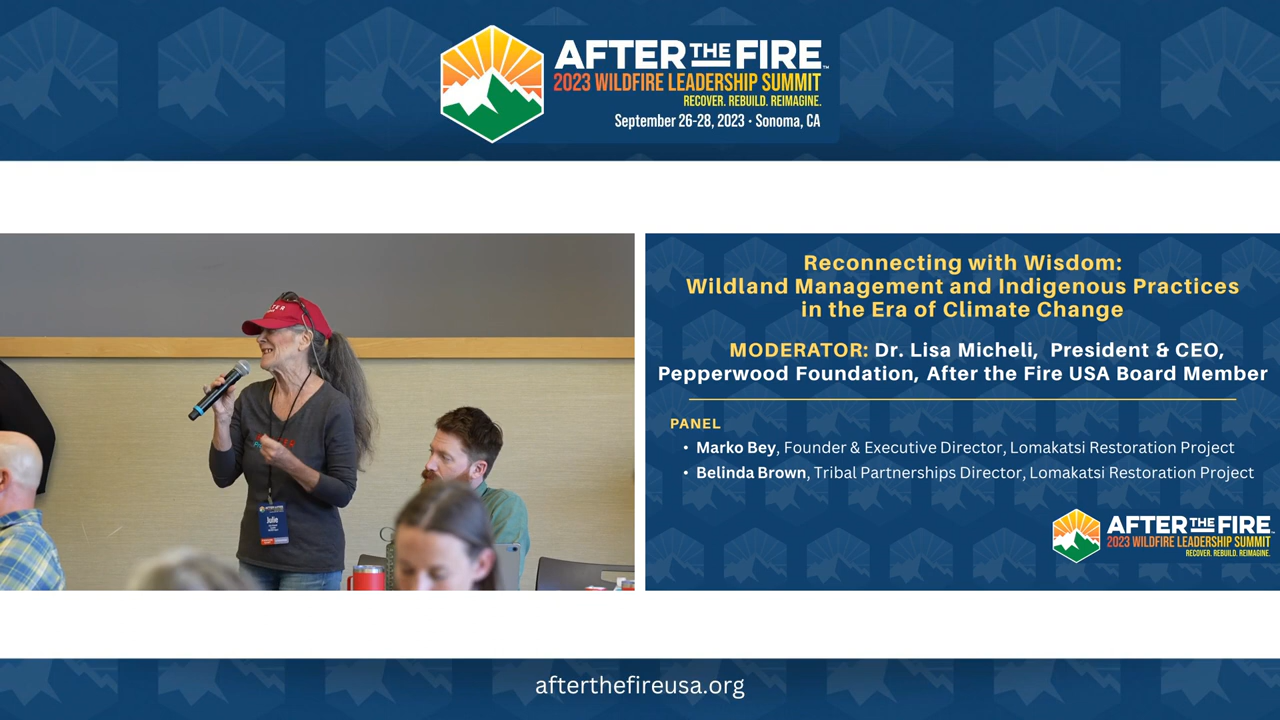 AFTER THE FIRE™
2023 WILDFIRE LEADERSHIP SUMMIT
RECOVER. REBUILD. REIMAGINE.
September 26-28, 2023 • Sonoma, CA
Julie
Reconnecting with Wisdom:
Wildland Management and Indigenous Practices
in the Era of Climate Change
MODERATOR: Dr. Lisa Micheli, President & CEO,
Pepperwood Foundation, After the Fire USA Board Member
PANEL
• Marko Bey, Founder & Executive Director, Lomakatsi Restoration Project
• Belinda Brown, Tribal Partnerships Director, Lomakatsi Restoration Project
AFTER THE FIRE
2023 WILDFIRE LEADERSHIP SUMMIT
RECOVER. REBUILD. REIMAGINE.
afterthefireusa.org